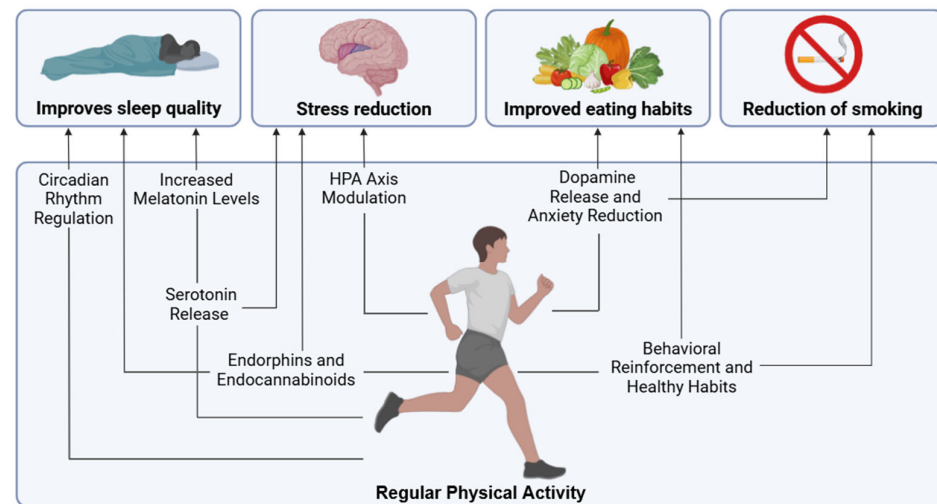 Improves sleep quality
Stress reduction
Improved eating habits
Reduction of smoking
Circadian
Rhythm
Regulation
Increased
Melatonin Levels
HPA Axis
Modulation
Dopamine
Release and
Anxiety Reduction
Serotonin
Release
Endorphins and
Endocannabinoids
Behavioral
Reinforcement and
Healthy Habits
Regular Physical Activity